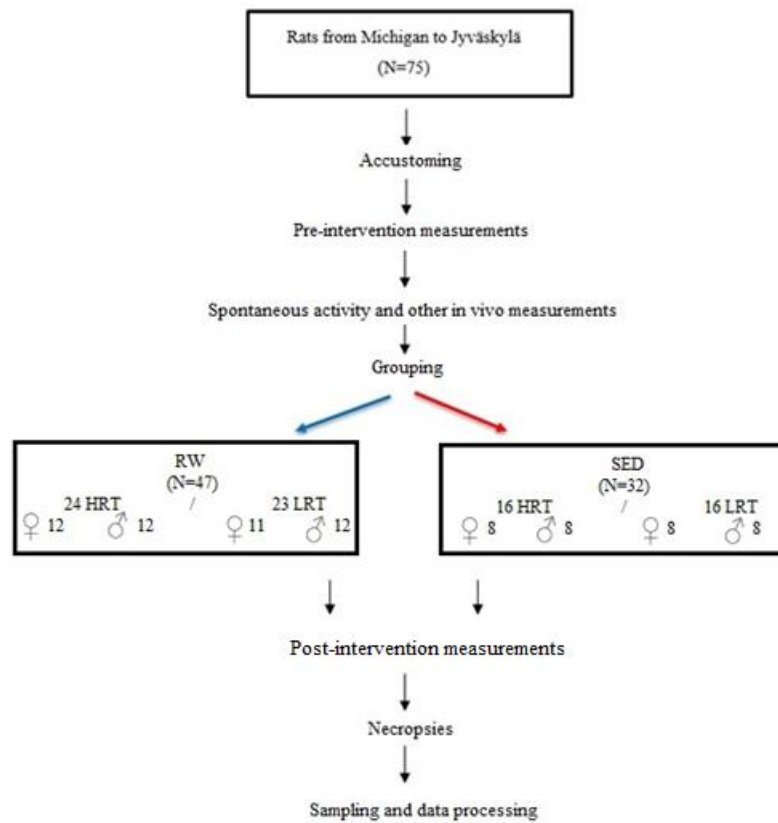 Rats from Michigan to Jyväskylä
(N=75)
Accustoming
Pre-intervention measurements
Spontaneous activity and other in vivo measurements
Grouping
RW
(N=47)
24 HRT / 23 LRT
♀ 12 ♂ 12 ♀ 11 ♂ 12
SED
(N=32)
16 HRT / 16 LRT
♀ 8 ♂ 8 ♀ 8 ♂ 8
Post-intervention measurements
Necropsies
Sampling and data processing